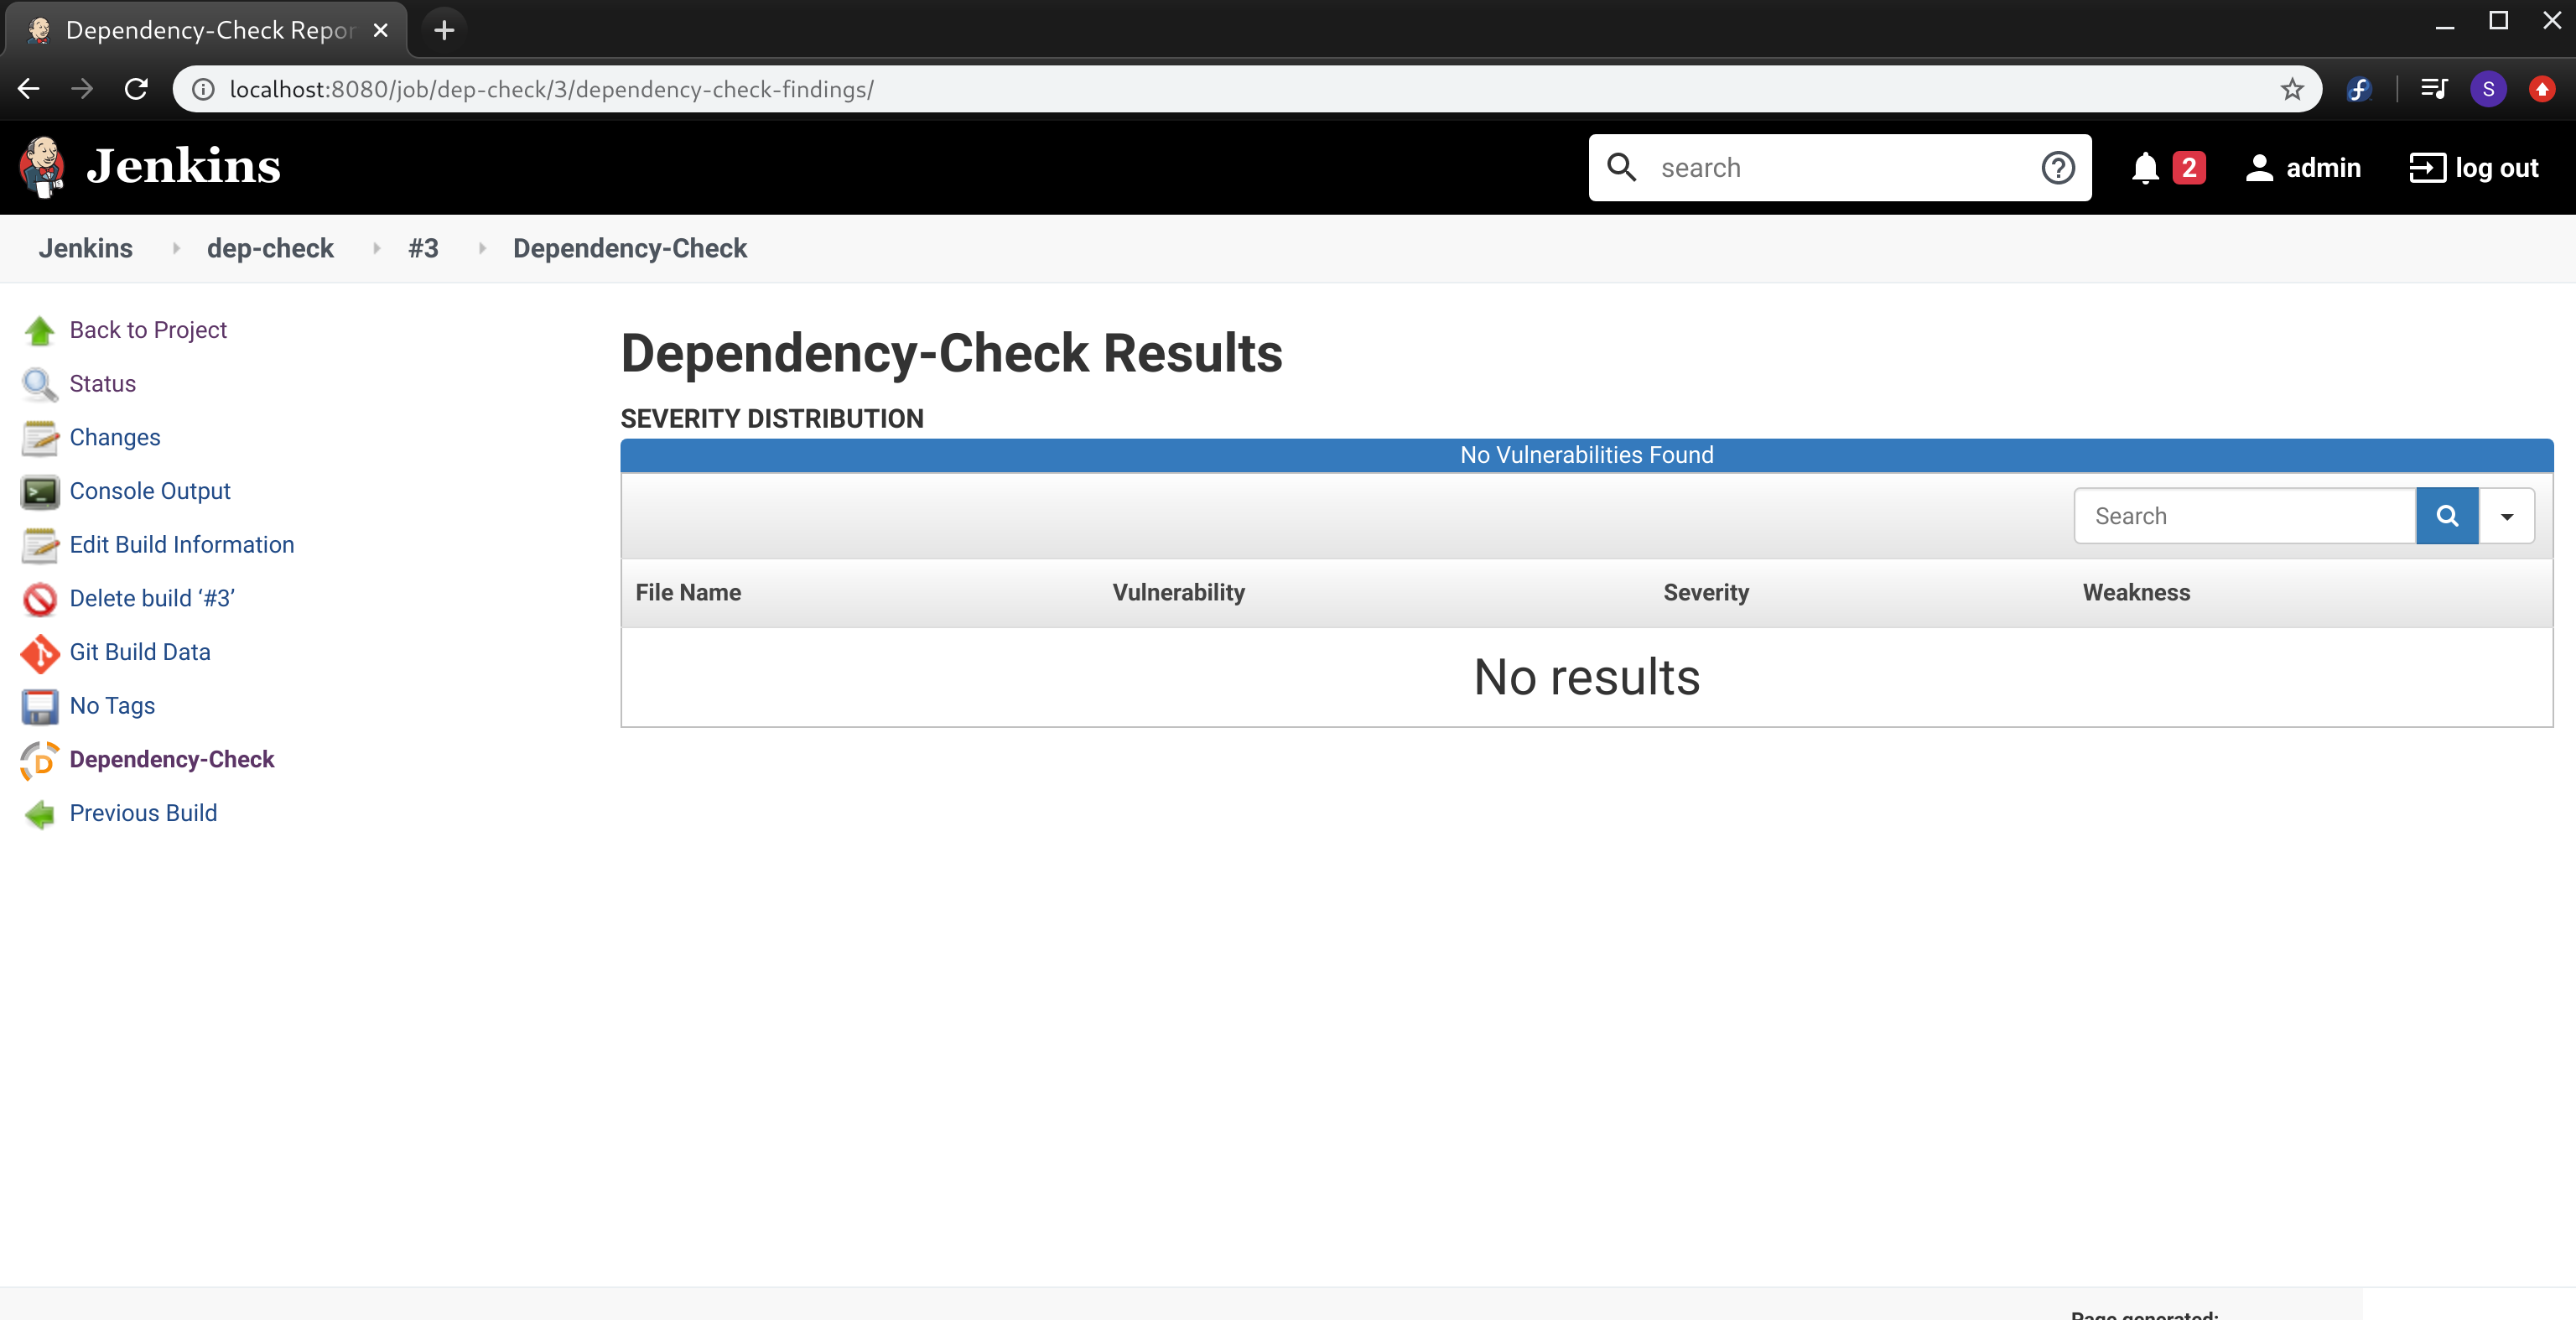 Dependency-Check Repor
localhost:8080/job/dep-check/3/dependency-check-findings/
S
Jenkins
search
2
admin
log out
Jenkins
dep-check
#3
Dependency-Check
Back to Project
Status
Changes
Console Output
Edit Build Information
Delete build ‘#3’
Git Build Data
No Tags
Dependency-Check
Previous Build
Dependency-Check Results
SEVERITY DISTRIBUTION
No Vulnerabilities Found
Search
File Name Vulnerability Severity Weakness
No results
Page generated: